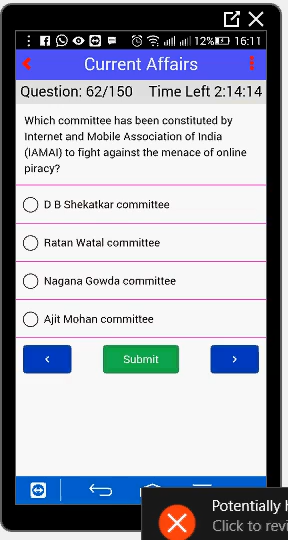 12% 16:11
Current Affairs
Question: 62/150 Time Left 2:14:14
Which committee has been constituted by
Internet and Mobile Association of India
(IAMAI) to fight against the menace of online
piracy?
D B Shekatkar committee
Ratan Watal committee
Nagana Gowda committee
Ajit Mohan committee
< Submit >
Potentially
Click to